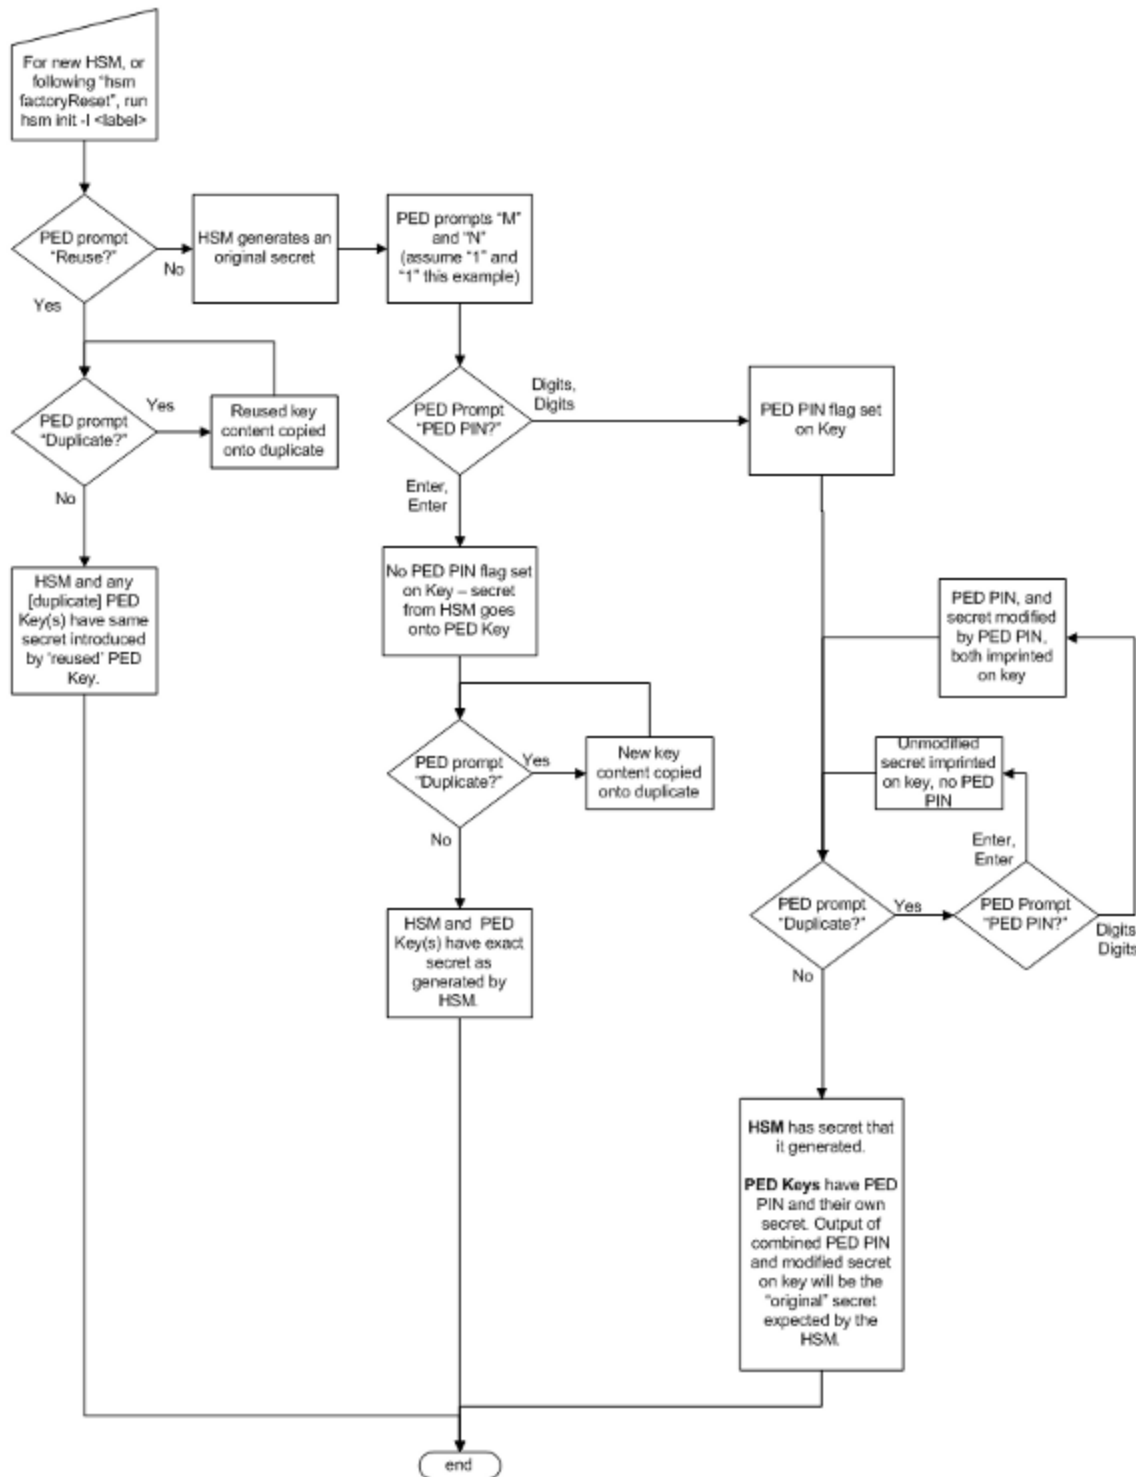 For new HSM, or
following “hsm
factoryReset”, run
hsm init -l <label>
PED prompt
“Reuse?”
No
Yes
HSM generates an
original secret
PED prompts “M”
and “N”
(assume “1” and
“1” this example)
PED prompt
“Duplicate?”
Yes
No
Reused key
content copied
onto duplicate
HSM and any
[duplicate] PED
Key(s) have same
secret introduced
by ‘reused’ PED
Key.
PED Prompt
“PED PIN?”
Digits,
Digits
Enter,
Enter
PED PIN flag set
on Key
No PED PIN flag set
on Key – secret
from HSM goes
onto PED Key
PED prompt
“Duplicate?”
Yes
No
New key
content copied
onto duplicate
HSM and PED
Key(s) have exact
secret as
generated by
HSM.
PED PIN, and
secret modified
by PED PIN,
both imprinted
on key
Unmodified
secret imprinted
on key, no PED
PIN
Enter,
Enter
PED prompt
“Duplicate?”
Yes
No
PED Prompt
“PED PIN?”
Digits
Digits
HSM has secret that
it generated.
PED Keys have PED
PIN and their own
secret. Output of
combined PED PIN
and modified secret
on key will be the
“original” secret
expected by the
HSM.
end